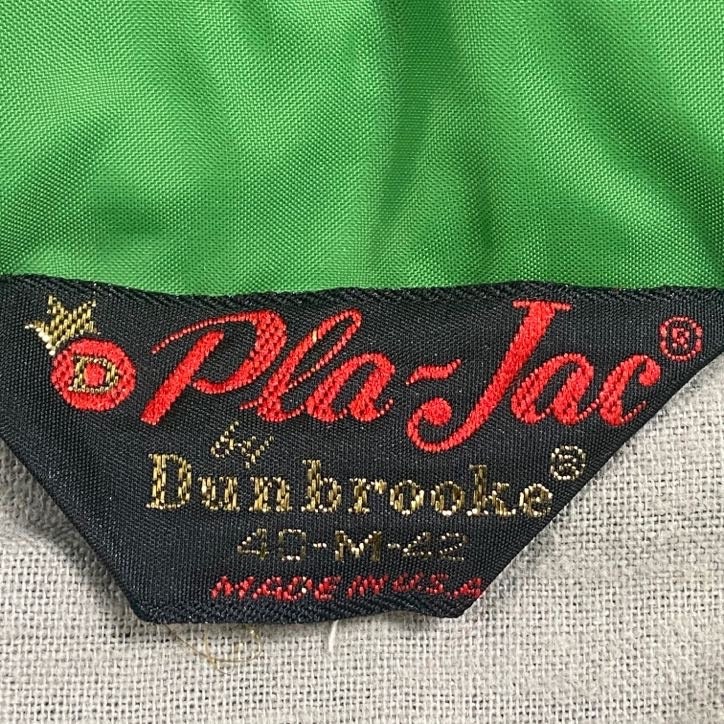 D Pla-Jac®
by
Dunbrooke®
40-M-42
MADE IN U.S.A